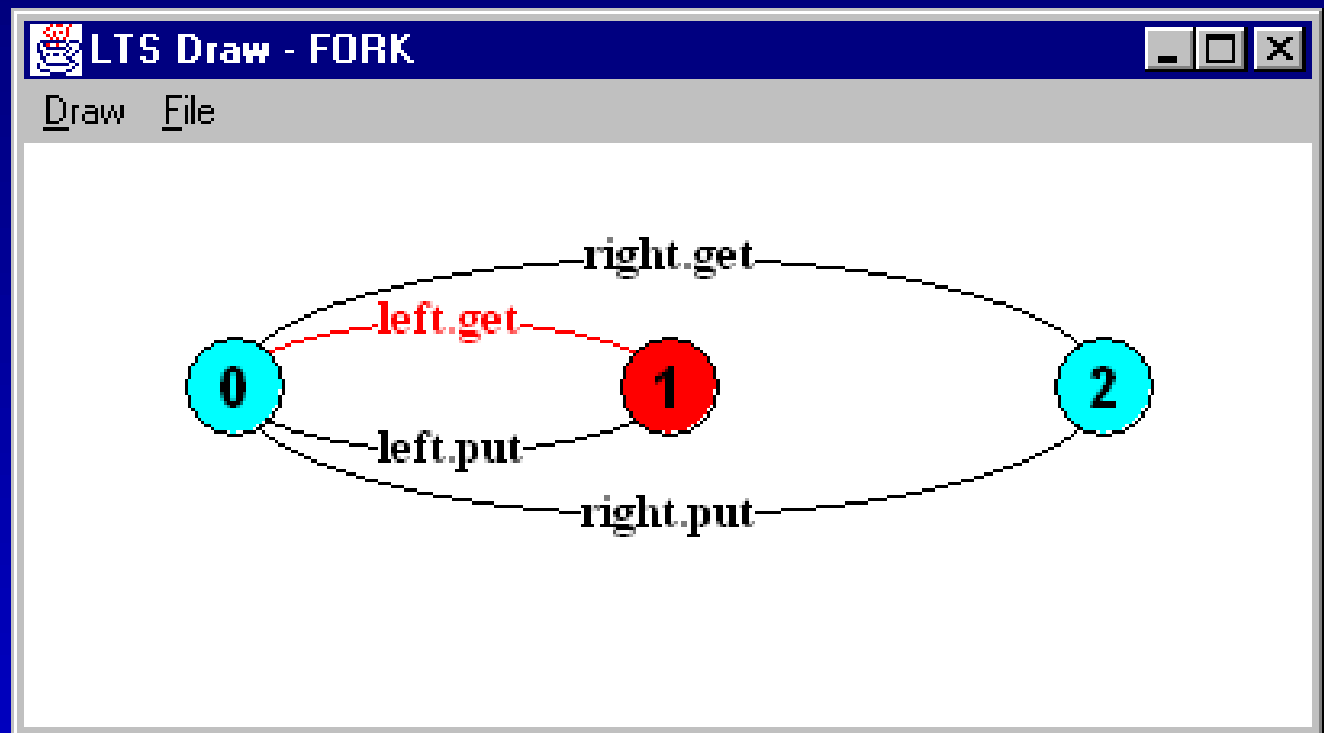 LTS Draw - FORK
Draw File
right.get
left.get
0 1 2
left.put
right.put